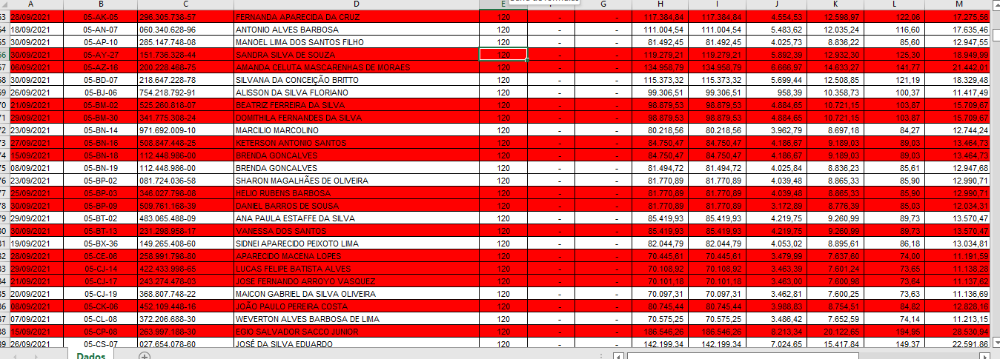 A B C D E F G H I J K L M
28/09/2021 05-AK-05 296.305.738-57 FERNANDA APARECIDA DA CRUZ 120 - - 117.384,84 117.384,84 4.554,53 12.598,97 122,06 17.275,56
54 18/09/2021 05-AN-07 060.340.628-96 ANTONIO ALVES BARBOSA 120 - - 111.004,54 111.004,54 5.483,62 12.035,24 116,60 17.635,46
55 30/09/2021 05-AP-10 285.147.748-08 MANOEL LIMA DOS SANTOS FILHO 120 - - 81.492,45 81.492,45 4.025,73 8.836,22 85,60 12.947,55
30/09/2021 05-AY-27 151.736.328-44 SANDRA SILVA DE SOUZA 120 - - 119.279,21 119.279,21 5.892,39 12.932,30 125,30 18.949,99
06/09/2021 05-AZ-16 200.228.468-75 AMANDA CELUTA MASCARENHAS DE MORAES 120 - - 134.958,79 134.958,79 6.666,97 14.633,27 141,77 21.442,01
58 30/09/2021 05-BD-07 218.647.228-78 SILVANA DA CONCEIÇÃO BRITTO 120 - - 115.373,32 115.373,32 5.699,44 12.508,85 121,19 18.329,48
26/09/2021 05-BJ-06 754.218.792-91 ALISSON DA SILVA FLORIANO 120 - - 99.306,51 99.306,51 958,39 10.358,73 100,37 11.417,49
21/09/2021 05-BM-02 525.260.818-07 BEATRIZ FERREIRA DA SILVA 120 - - 98.879,53 98.879,53 4.884,65 10.721,15 103,87 15.709,67
29/09/2021 05-BM-30 341.775.308-24 DOMITHILA FERNANDES DA SILVA 120 - - 98.879,53 98.879,53 4.884,65 10.721,15 103,87 15.709,67
72 23/09/2021 05-BN-14 971.692.009-10 MARCILIO MARCOLINO 120 - - 80.218,56 80.218,56 3.962,79 8.697,18 84,27 12.744,24
27/09/2021 05-BN-16 508.847.448-25 KETERSON ANTONIO SANTOS 120 - - 84.750,47 84.750,47 4.186,67 9.189,03 89,03 13.464,73
15/09/2021 05-BN-18 112.448.986-00 BRENDA GONCALVES 120 - - 84.750,47 84.750,47 4.186,67 9.189,03 89,03 13.464,73
75 08/09/2021 05-BN-19 112.448.986-00 BRENDA GONCALVES 120 - - 81.494,72 81.494,72 4.025,84 8.836,23 85,61 12.947,68
76 23/09/2021 05-BP-02 081.724.036-58 SHARON MAGALHÃES DE OLIVEIRA 120 - - 81.770,89 81.770,89 4.039,48 8.865,33 85,90 12.990,71
25/09/2021 05-BP-03 346.027.798-08 HELIO RUBENS BARBOSA 120 - - 81.770,89 81.770,89 4.039,48 8.865,33 85,90 12.990,71
30/09/2021 05-BP-09 509.761.168-39 DANIEL BARROS DE SOUSA 120 - - 81.770,89 81.770,89 3.172,89 8.776,39 85,03 12.034,31
79 29/09/2021 05-BT-02 483.065.488-09 ANA PAULA ESTAFFE DA SILVA 120 - - 85.419,93 85.419,93 4.219,75 9.260,99 89,73 13.570,47
30/09/2021 05-BT-13 231.298.958-17 VANESSA DOS SANTOS 120 - - 85.419,93 85.419,93 4.219,75 9.260,99 89,73 13.570,47
81 19/09/2021 05-BX-36 149.265.408-60 SIDNEI APARECIDO PEIXOTO LIMA 120 - - 82.044,79 82.044,79 4.053,02 8.895,61 86,18 13.034,81
28/09/2021 05-CE-06 258.991.798-80 APARECIDO MACENA LOPES 120 - - 70.445,61 70.445,61 3.479,99 7.637,60 74,00 11.191,59
29/09/2021 05-CJ-14 422.433.998-65 LUCAS FELIPE BATISTA ALVES 120 - - 70.108,92 70.108,92 3.463,39 7.601,24 73,65 11.138,28
21/09/2021 05-CJ-17 243.274.478-03 JOSE FERNANDO ARROYO VASQUEZ 120 - - 70.101,18 70.101,18 3.463,00 7.600,98 73,64 11.137,62
85 20/09/2021 05-CJ-19 368.807.748-22 MAICON GABRIEL DA SILVA OLIVEIRA 120 - - 70.097,31 70.097,31 3.462,81 7.600,25 73,63 11.136,69
08/09/2021 05-CK-06 452.109.448-16 JOÃO PAULO PEREIRA COSTA 120 - - 80.745,44 80.745,44 3.988,83 8.754,51 84,82 12.828,16
87 07/09/2021 05-CL-08 372.206.688-30 WEVERTON ALVES BARBOSA DE LIMA 120 - - 70.575,25 70.575,25 3.486,42 7.652,59 74,14 11.213,15
15/09/2021 05-CP-08 263.997.188-30 EGIO SALVADOR SACCO JUNIOR 120 - - 186.546,26 186.546,26 8.213,34 20.122,65 194,95 28.530,94
89 26/09/2021 05-CS-07 027.654.078-60 JOSÉ DA SILVA EDUARDO 120 - - 142.199,34 142.199,34 7.024,65 15.417,84 149,37 22.591,86
Dados